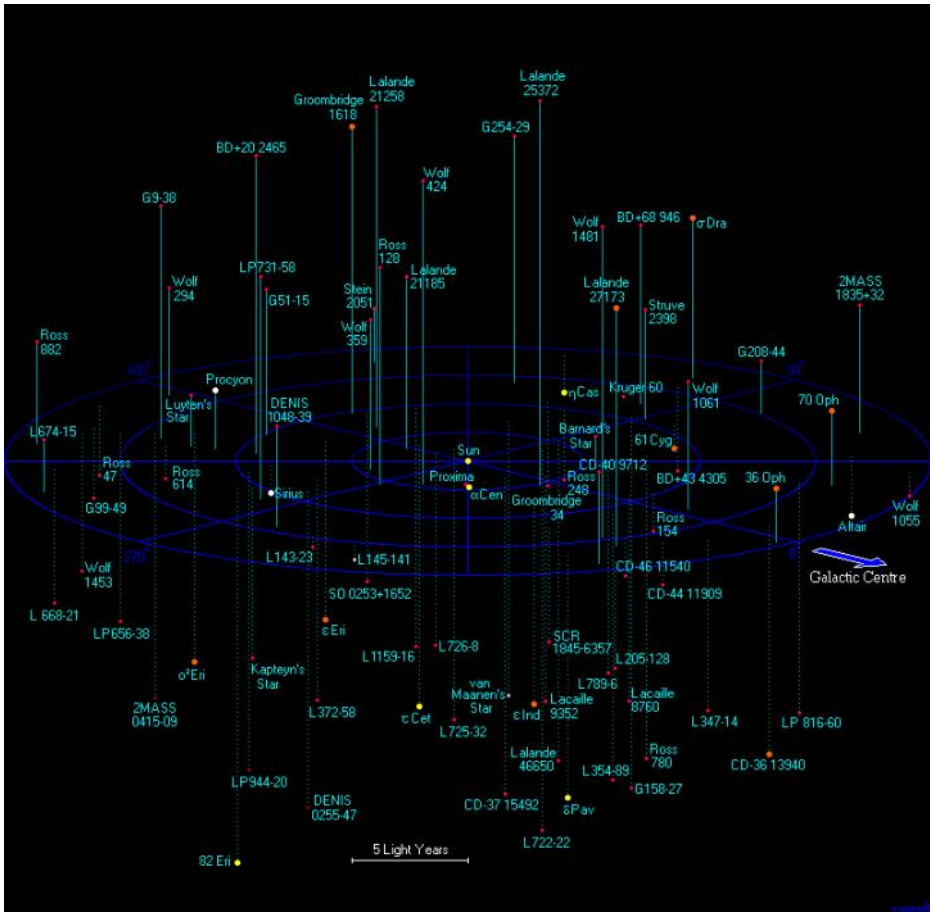 Lalande
25372
Lalande
21258
Groombridge
1618
G254-29
BD+20 2465
Wolf
424
G9-38
Wolf
1481
BD+68 946
σ Dra
Ross
128
LP731-58
Lalande
21185
Lalande
27173
2MASS
1835+32
Wolf
294
G51-15
Stein
2051
Struve
2398
Wolf
359
Ross
882
G208-44
180°
90°
Procyon
ηCas
Kruger 60
Wolf
1061
70 Oph
Luyten's
Star
DENIS
1048-39
Barnard's
Star
L674-15
61 Cyg
Sun
Ross
47
Ross
614
Proxima
CD-40 9712
BD+43 4305
36 Oph
Sirius
αCen
Ross
248
G99-49
Groombridge
34
Wolf
1055
Ross
154
Altair
270°
0°
L143-23
L145-141
Galactic Centre
Wolf
1453
SO 0253+1652
CD-46 11540
CD-44 11909
L 668-21
LP656-38
εEri
SCR
1845-6357
L1159-16
L726-8
L205-128
ο²Eri
Kapteyn's
Star
L789-6
van
Maanen's
Star
2MASS
0415-09
L372-58
τ Cet
εInd
Lacaille
9352
Lacaille
8760
L347-14
LP 816-60
L725-32
Lalande
46650
Ross
780
CD-36 13940
LP944-20
L354-89
G158-27
DENIS
0255-47
CD-37 15492
δPav
L722-22
5 Light Years
82 Eri